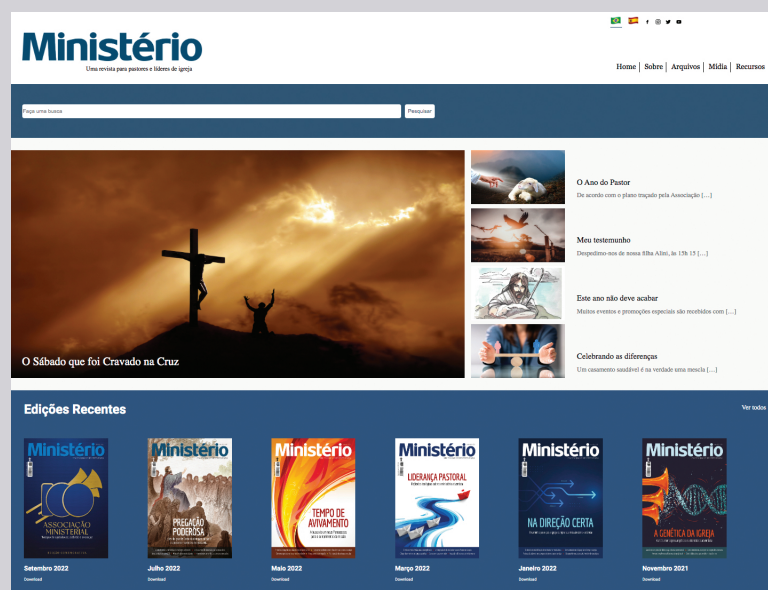 Ministério
Uma revista para pastores e líderes de igreja
Home
Sobre
Arquivos
Mídia
Recursos
Faça uma busca
Pesquisar
O Sábado que foi Cravado na Cruz
O Ano do Pastor
De acordo com o plano traçado pela Associação [...]
Meu testemunho
Despedimo-nos de nossa filha Alini, às 15h 15 [...]
Este ano não deve acabar
Muitos eventos e promoções especiais são recebidos com [...]
Celebrando as diferenças
Um casamento saudável é na verdade uma mescla [...]
Edições Recentes
Ver todos
Ministério
ASSOCIAÇÃO
MINISTERIAL
Setembro 2022
Download
Ministério
PREGAÇÃO
PODEROSA
Julho 2022
Download
Ministério
TEMPO DE
AVIVAMENTO
Maio 2022
Download
Ministério
LIDERANÇA PASTORAL
Março 2022
Download
Ministério
NA DIREÇÃO CERTA
Janeiro 2022
Download
Ministério
A GENÉTICA DA IGREJA
Novembro 2021
Download